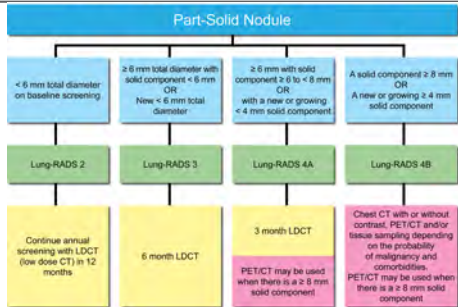 Part-Solid Nodule
< 6 mm total diameter
on baseline screening
≥ 6 mm total diameter with
solid component < 6 mm
OR
New < 6 mm total
diameter
≥ 6 mm with solid
component ≥ 6 to < 8 mm
OR
with a new or growing
< 4 mm solid component
A solid component ≥ 8 mm
OR
A new or growing ≥ 4 mm
solid component
Lung-RADS 2
Lung-RADS 3
Lung-RADS 4A
Lung-RADS 4B
Continue annual
screening with LDCT
(low dose CT) in 12
months
6 month LDCT
3 month LDCT
PET/CT may be used
when there is a ≥ 8 mm
solid component
Chest CT with or without
contrast, PET/CT and/or
tissue sampling depending
on the probability
of malignancy and
comorbidities.
PET/CT may be used when
there is a ≥ 8 mm solid
component